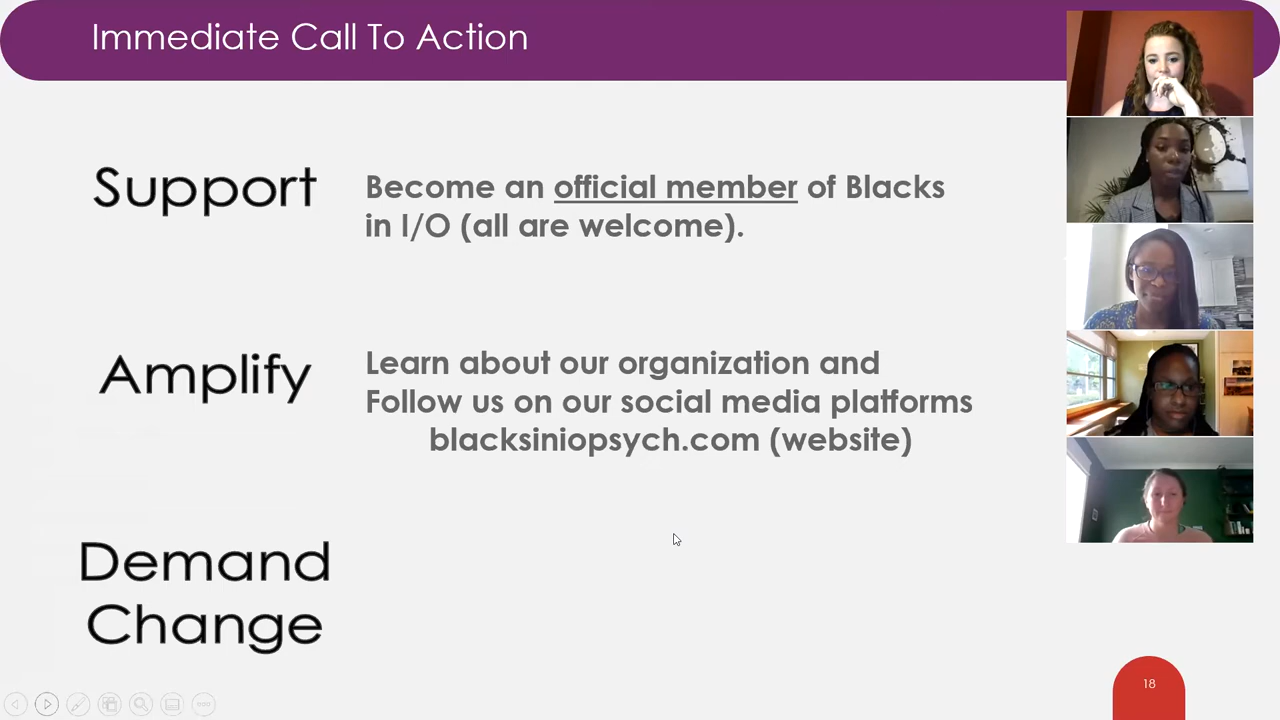 Immediate Call To Action
Support
Become an official member of Blacks
in I/O (all are welcome).
Amplify
Learn about our organization and
Follow us on our social media platforms
blacksiniopsych.com (website)
Demand
Change
18